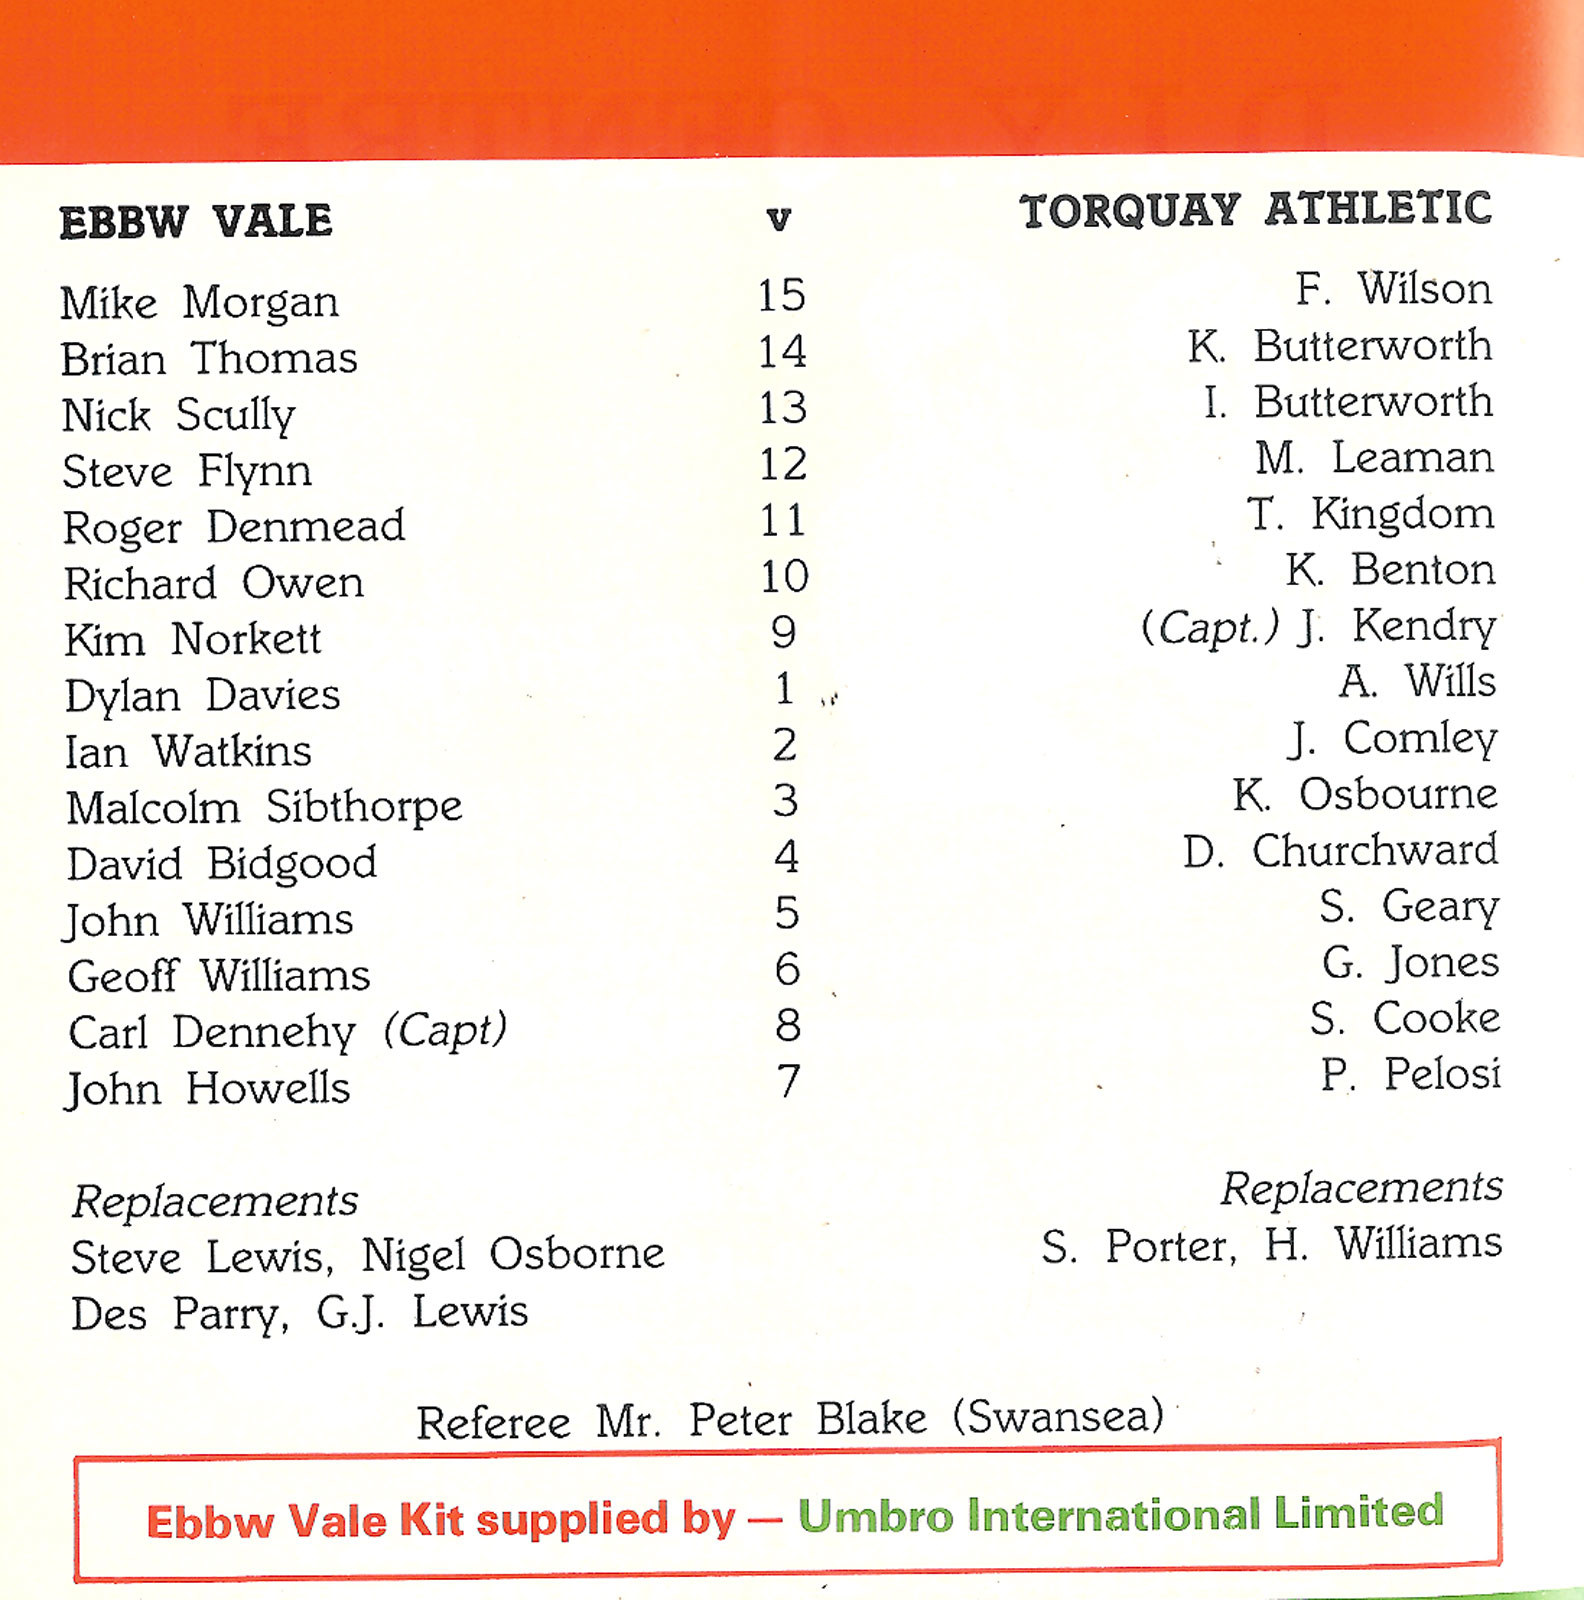 EBBW VALE v TORQUAY ATHLETIC
Mike Morgan 15 F. Wilson
Brian Thomas 14 K. Butterworth
Nick Scully 13 I. Butterworth
Steve Flynn 12 M. Leaman
Roger Denmead 11 T. Kingdom
Richard Owen 10 K. Benton
Kim Norkett 9 (Capt.) J. Kendry
Dylan Davies 1 A. Wills
Ian Watkins 2 J. Comley
Malcolm Sibthorpe 3 K. Osbourne
David Bidgood 4 D. Churchward
John Williams 5 S. Geary
Geoff Williams 6 G. Jones
Carl Dennehy (Capt) 8 S. Cooke
John Howells 7 P. Pelosi
Replacements Replacements
Steve Lewis, Nigel Osborne S. Porter, H. Williams
Des Parry, G.J. Lewis
Referee Mr. Peter Blake (Swansea)
Ebbw Vale Kit supplied by — Umbro International Limited